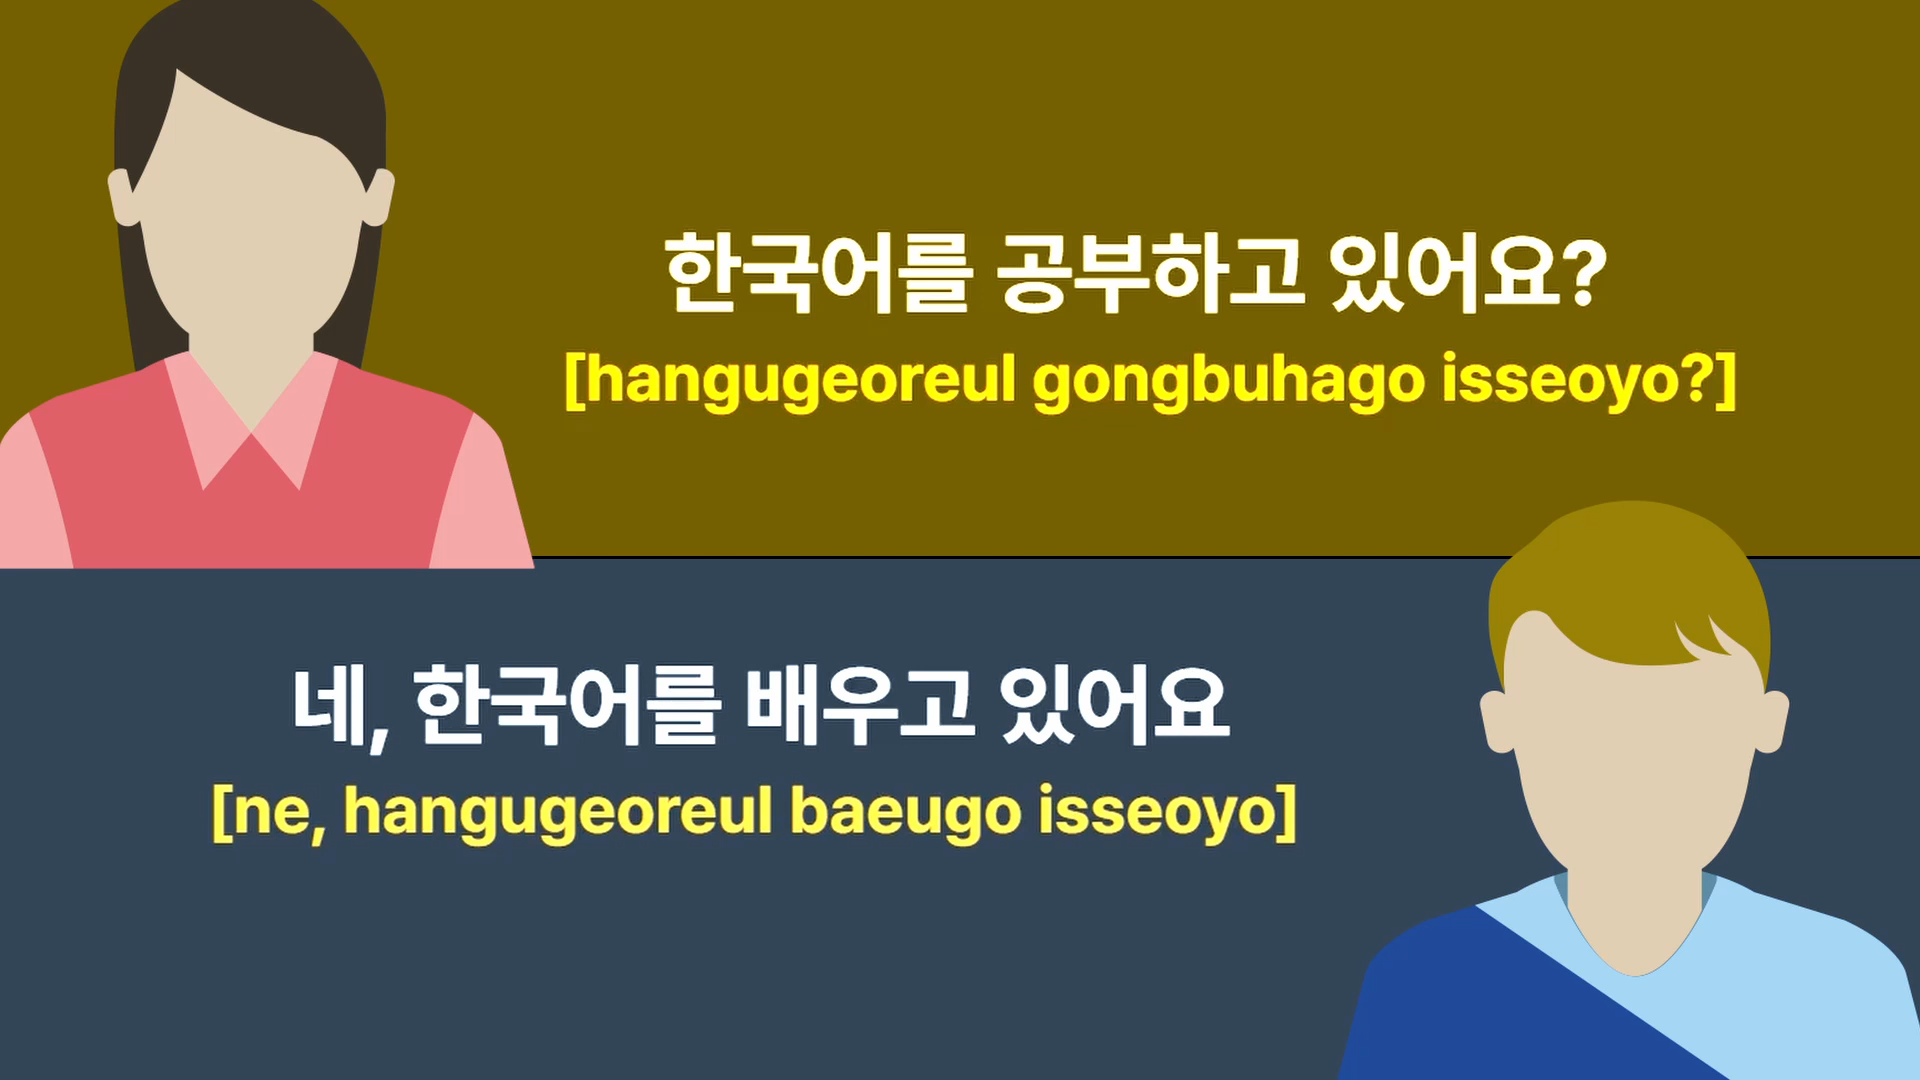 한국어를 공부하고 있어요?
[hangugeoreul gongbuhago isseoyo?]
네, 한국어를 배우고 있어요
[ne, hangugeoreul baeugo isseoyo]